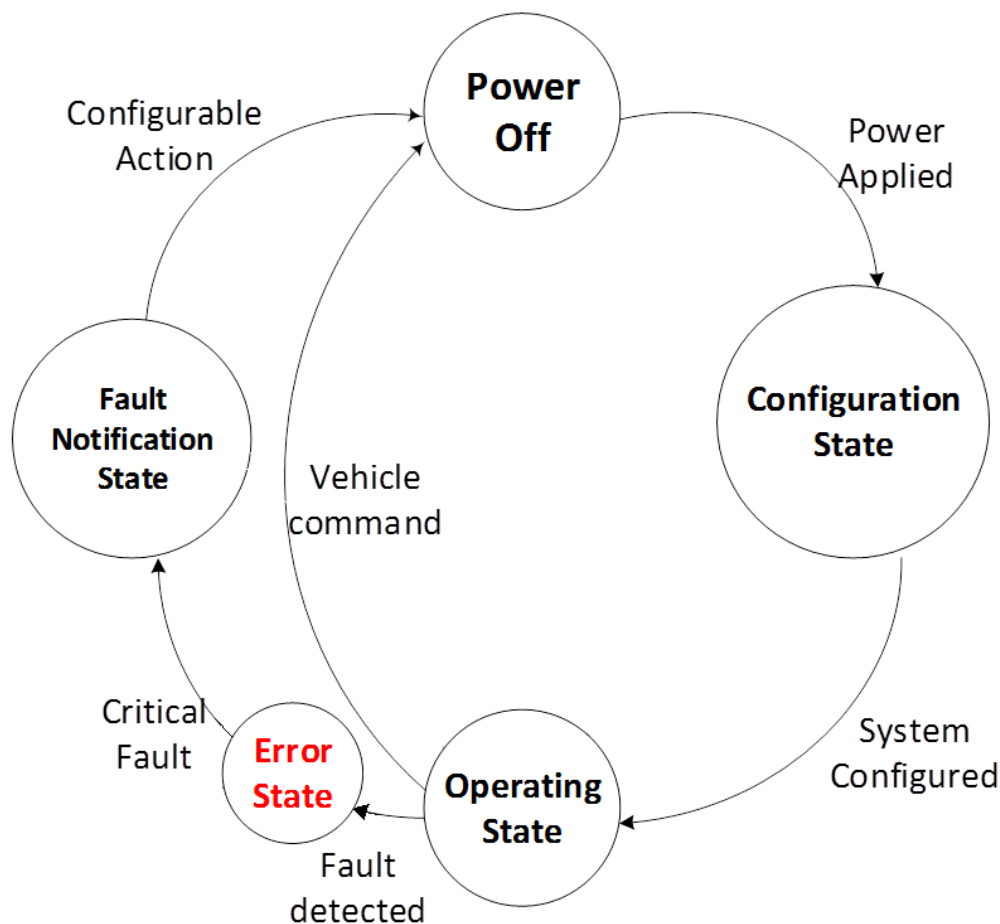 Power
Off
Configurable
Action
Power
Applied
Configuration
State
Fault
Notification
State
Vehicle
command
Critical
Fault
Error
State
Operating
State
System
Configured
Fault
detected